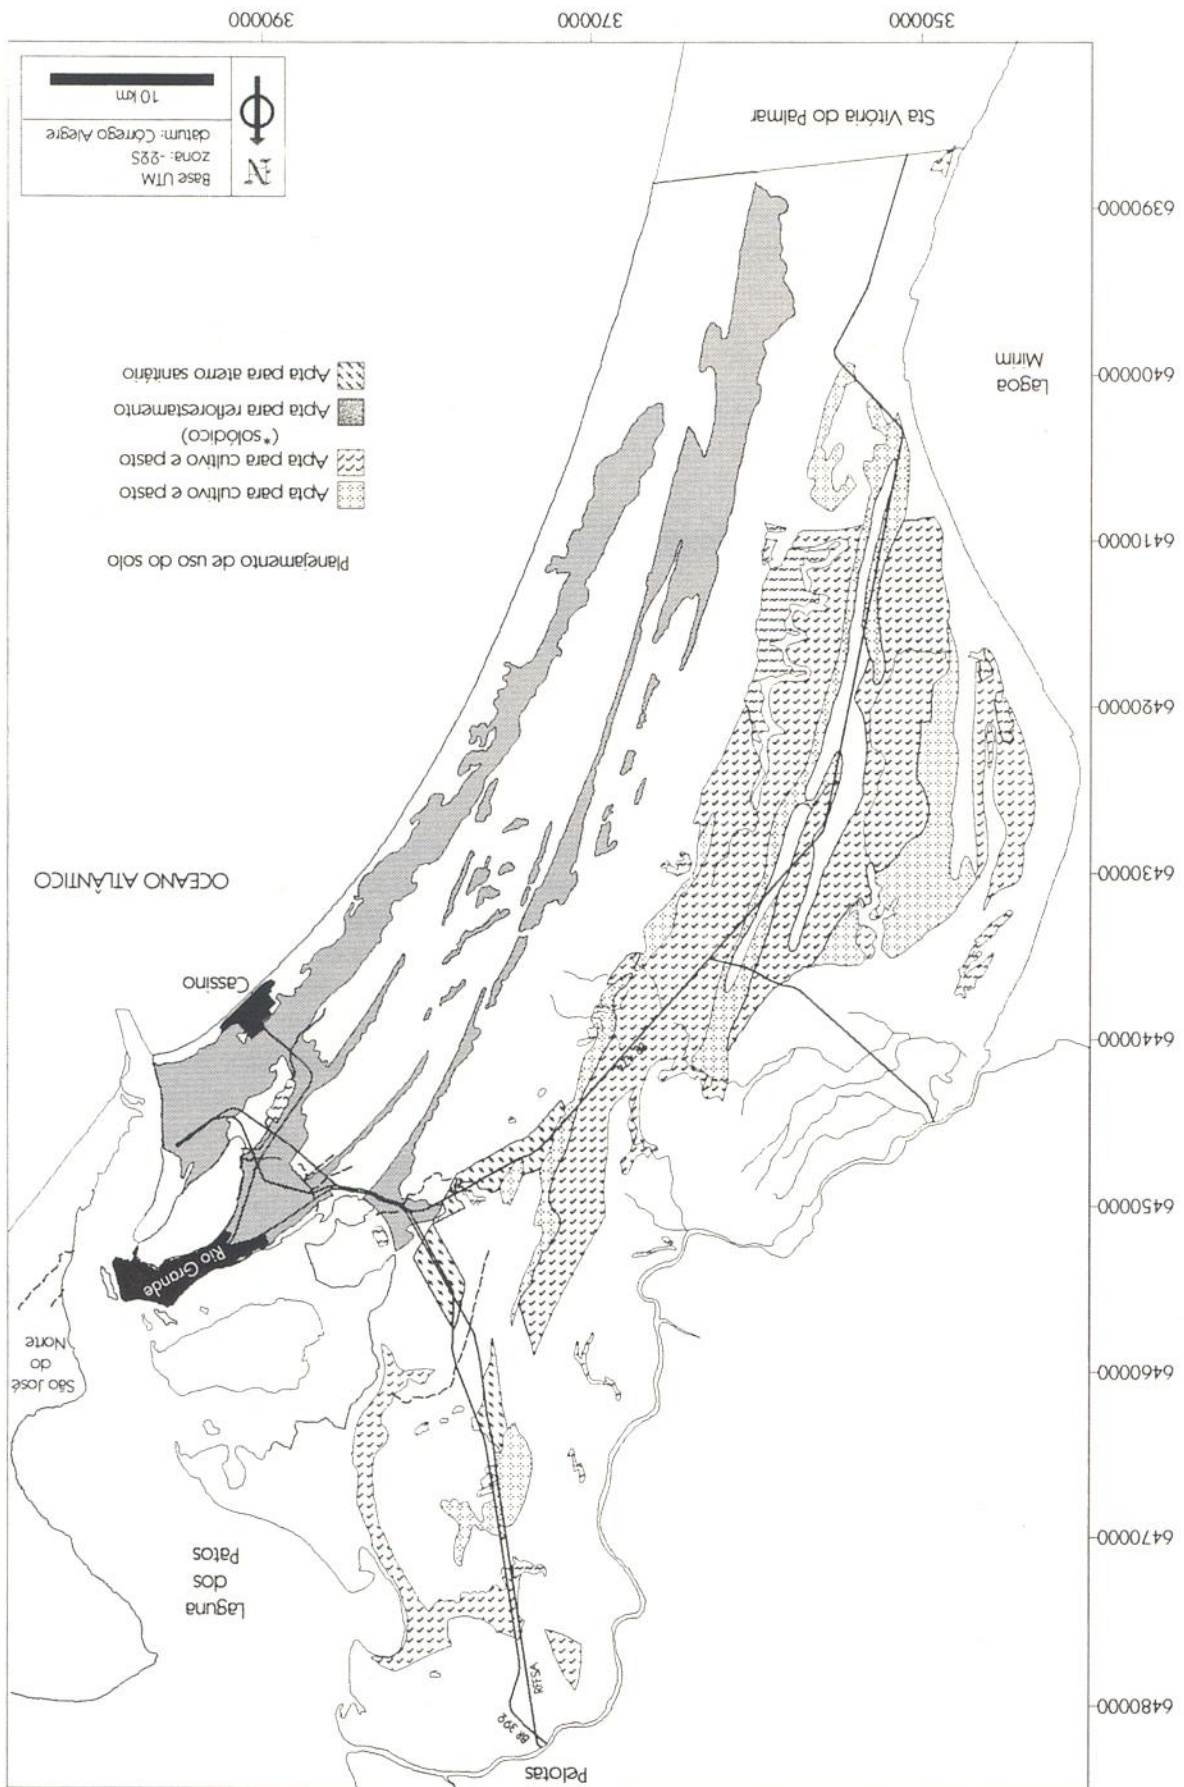 Pelotas
6480000
BR 392
RFFSA
Laguna
dos
Patos
6470000
6460000
São José
do
Norte
Rio Grande
6450000
6440000
Cassino
6430000
OCEANO ATLÂNTICO
6420000
6410000
Planejamento de uso do solo
Apta para cultivo e pasto
Apta para cultivo e pasto
(*solódico)
Apta para reflorestamento
Apta para aterro sanitário
6400000
Lagoa
Mirim
6390000
Sta Vitória do Palmar
N
Base UTM
zona: -22S
datum: Córrego Alegre
10 km
350000
370000
390000